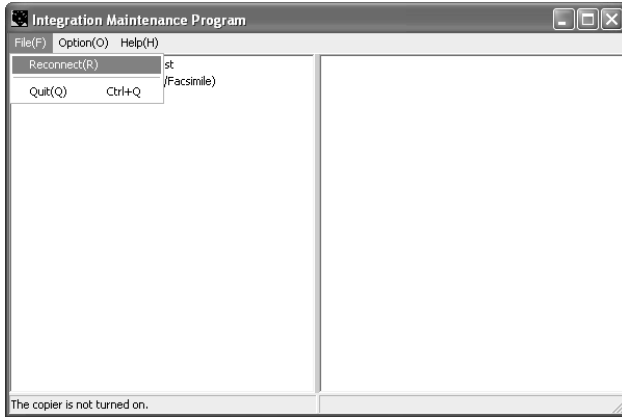 Integration Maintenance Program
File(F) Option(O) Help(H)
Reconnect(R)
st
Quit(Q) Ctrl+Q
/Facsimile)
The copier is not turned on.